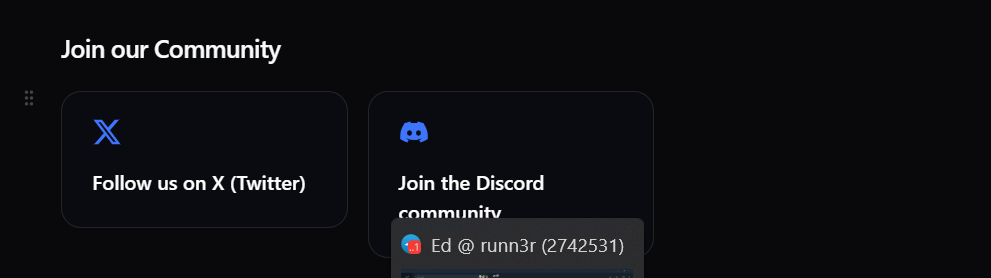 Join our Community
Follow us on X (Twitter)
Join the Discord
community
Ed @ runn3r (2742531)